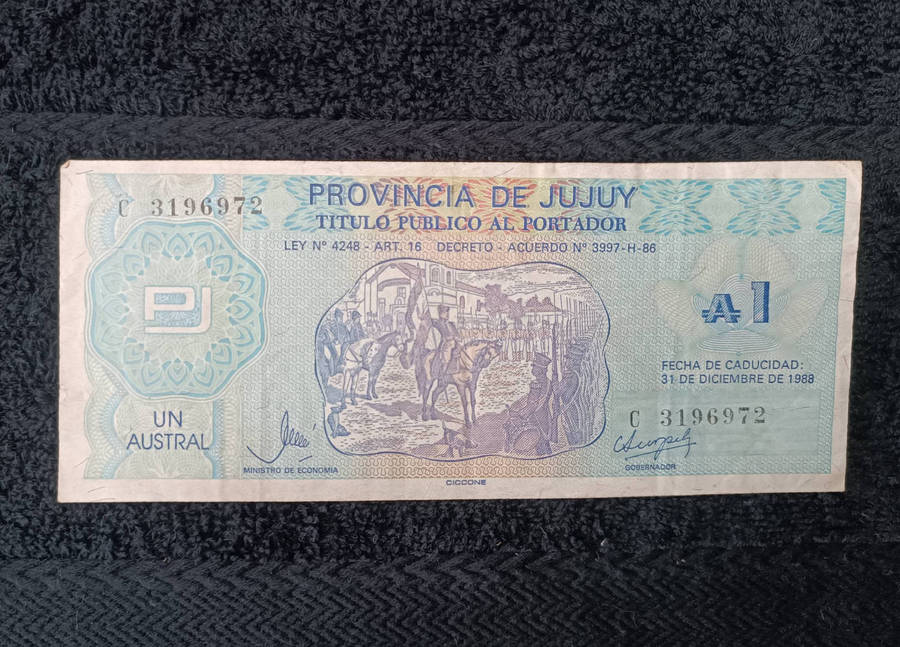 C 3196972
PROVINCIA DE JUJUY
TITULO PUBLICO AL PORTADOR
LEY Nº 4248 - ART. 16 DECRETO - ACUERDO Nº 3997-H-86
PJ
₳ 1
FECHA DE CADUCIDAD:
31 DE DICIEMBRE DE 1988
UN
AUSTRAL
C 3196972
MINISTRO DE ECONOMIA
GOBERNADOR
CICCONE